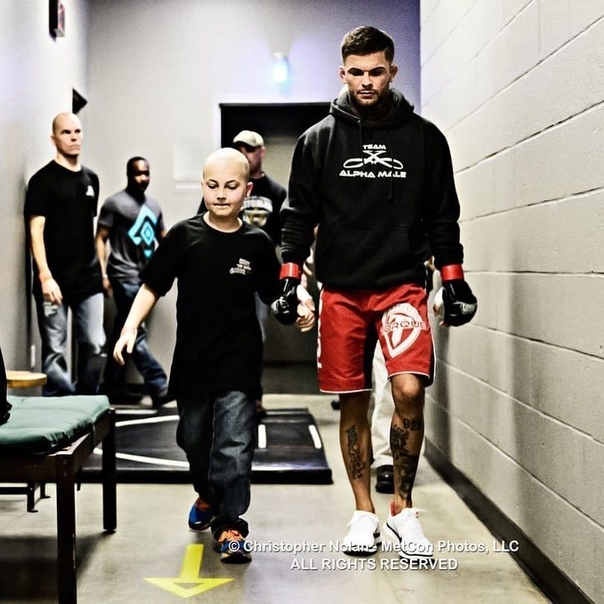 TEAM
ALPHA MALE
TORQUE
© Christopher Nolan - MetCon Photos, LLC
ALL RIGHTS RESERVED